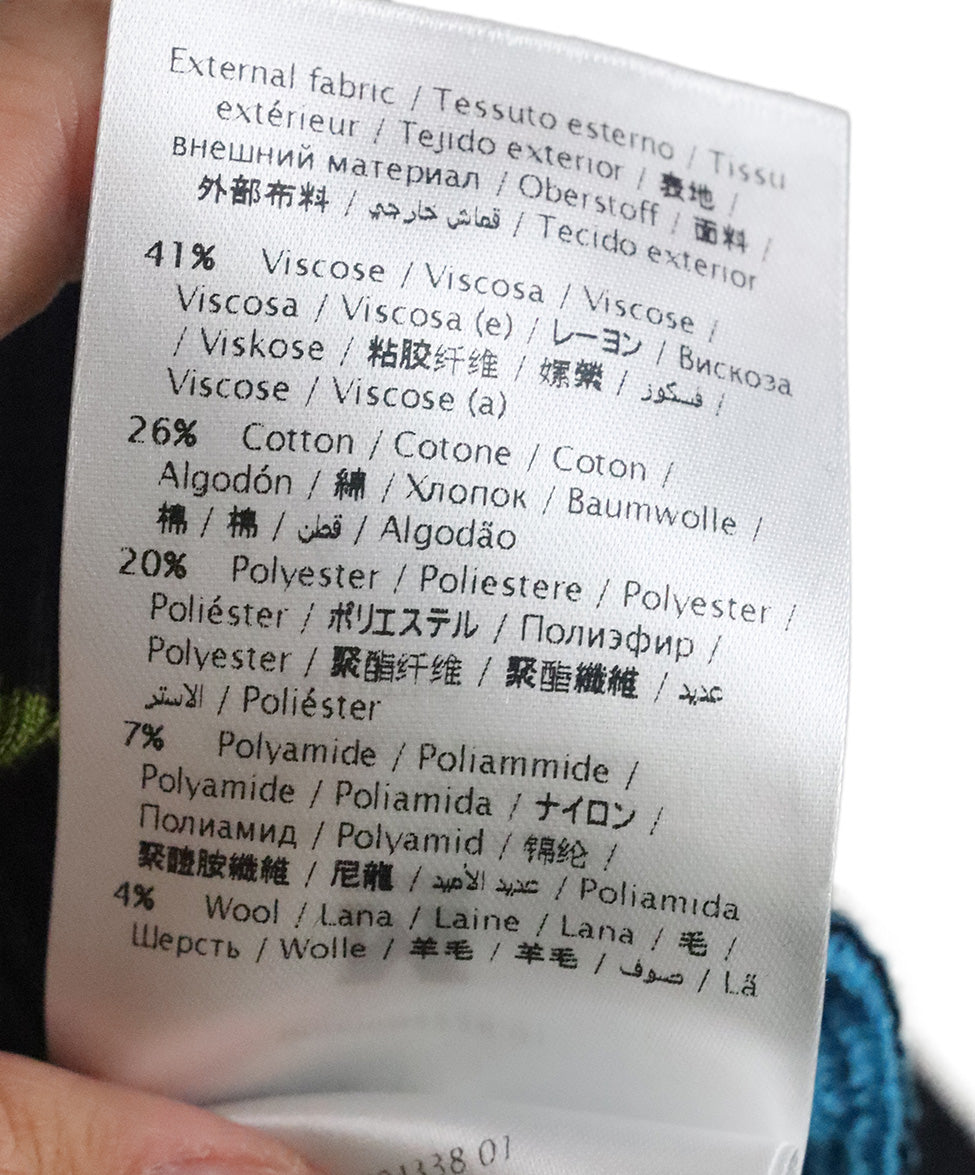 External fabric / Tessuto esterno / Tissu
extérieur / Tejido exterior / 表地 /
внешний материал / Oberstoff / 面料 /
外部布料 / قماش خارجي / Tecido exterior
41% Viscose / Viscosa / Viscose /
Viscosa / Viscosa (e) / レーヨン / Вискоза
/ Viskose / 粘胶纤维 / 嫘縈 / فسكوز /
Viscose / Viscose (a)
26% Cotton / Cotone / Coton /
Algodón / 綿 / Хлопок / Baumwolle /
棉 / 棉 / قطن / Algodão
20% Polyester / Poliestere / Polyester /
Poliéster / ポリエステル / Полиэфир /
Polyester / 聚酯纤维 / 聚酯纖維 / عديد
الاستر / Poliéster
7% Polyamide / Poliammide /
Polyamide / Poliamida / ナイロン /
Полиамид / Polyamid / 锦纶 /
聚醯胺纖維 / 尼龍 / عديد الأميد / Poliamida
4% Wool / Lana / Laine / Lana / 毛 /
Шерсть / Wolle / 羊毛 / 羊毛 / صوف / Lã
1338 01